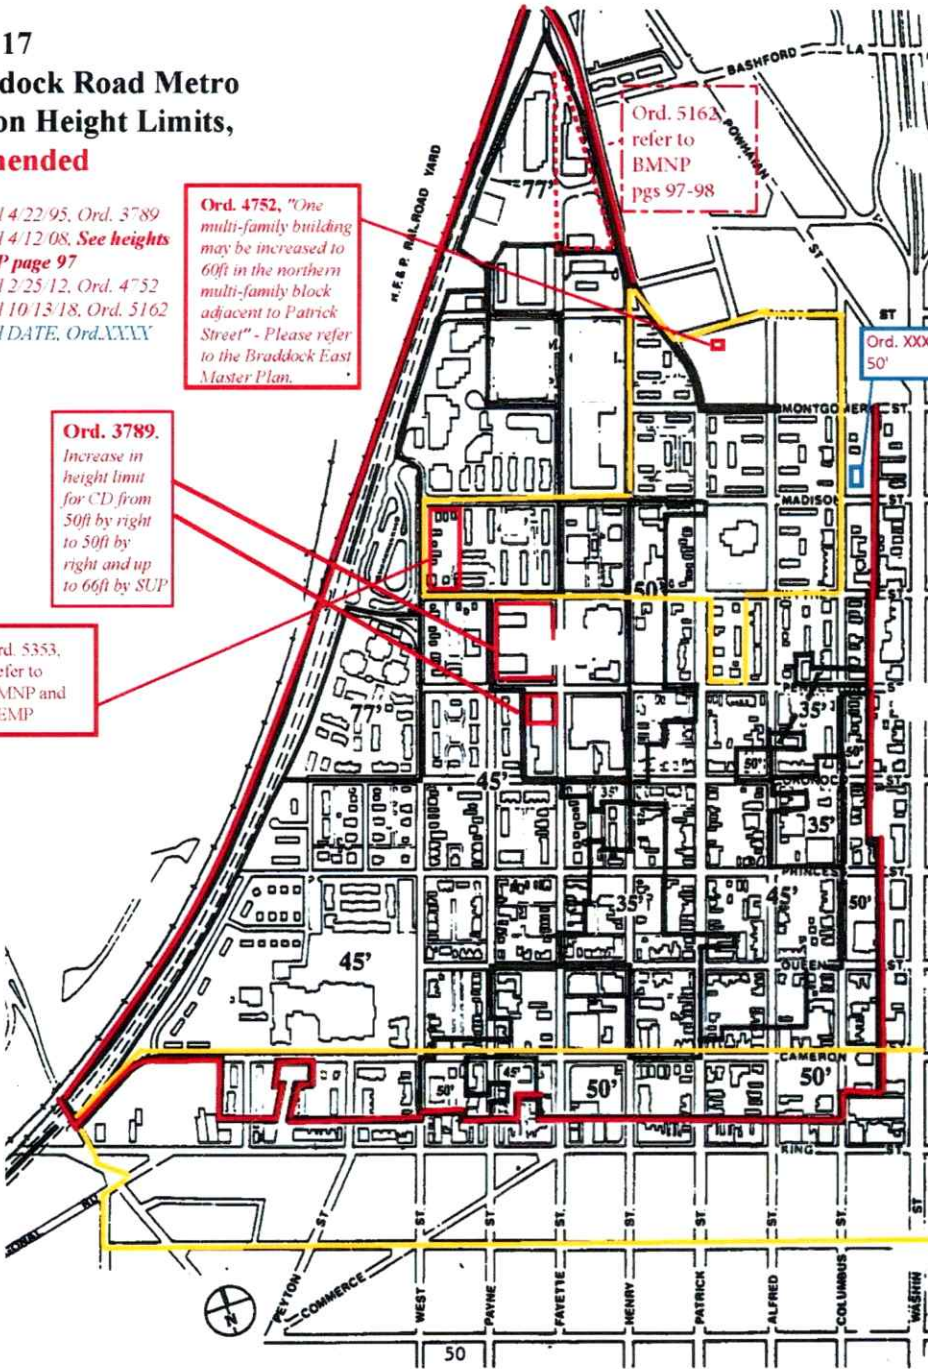 17
dock Road Metro
on Height Limits,
ended
4/22/95, Ord. 3789
4/12/08, See heights
P page 97
2/25/12, Ord. 4752
10/13/18, Ord. 5162
DATE, Ord.XXXX
Ord. 4752, "One
multi-family building
may be increased to
60ft in the northern
multi-family block
adjacent to Patrick
Street" - Please refer
to the Braddock East
Master Plan.
Ord. 5162,
refer to
BMNP
pgs 97-98
Ord. XXX
50'
Ord. 3789,
Increase in
height limit
for CD from
50ft by right
to 50ft by
right and up
to 66ft by SUP
rd. 5353,
efer to
MNP and
EMP
R.F.& P. RAILROAD YARD
BASHFORD LA
POWHATAN ST
ST
MONTGOMERY ST.
MADISON ST
ST.
ST
ORONOCO ST
PRINCESS ST
QUEEN ST
CAMERON
KING ST
77'
50'
77'
35'
50'
50'
45'
35'
35'
35'
45'
50'
45'
50'
45'
50'
50'
RD
N
PEYTON ST
COMMERCE
WEST ST
PAYNE ST
FAYETTE ST.
HENRY ST.
PATRICK ST
ALFRED ST
COLUMBUS ST.
WASHIN ST
50